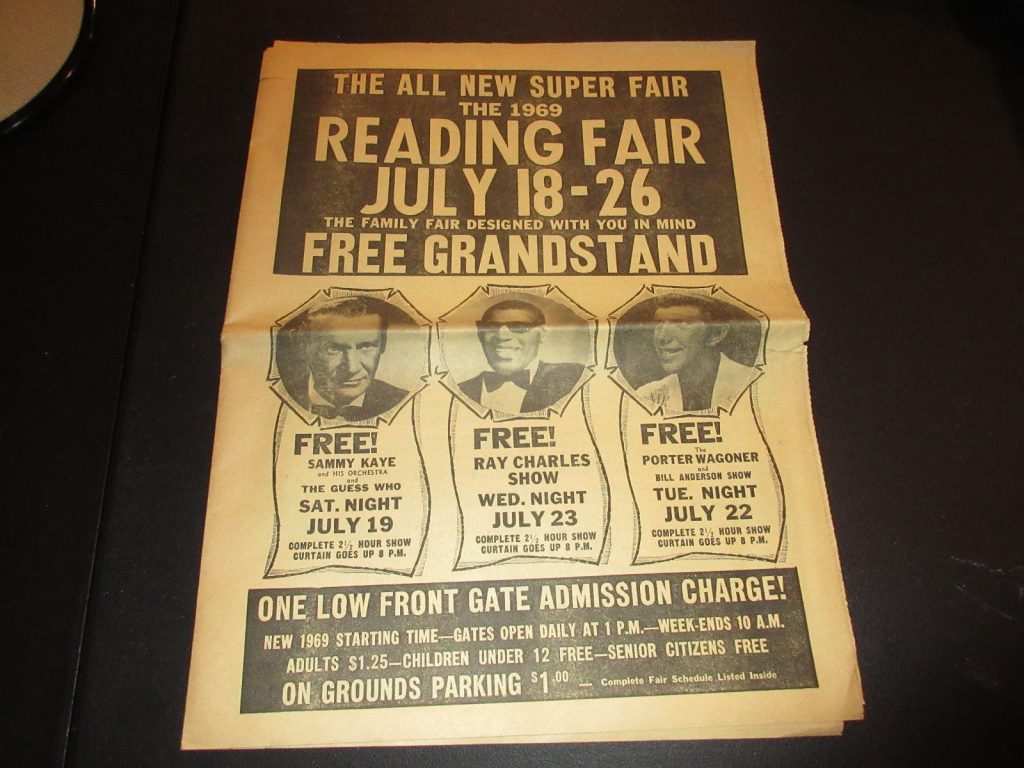 THE ALL NEW SUPER FAIR
THE 1969
READING FAIR
JULY 18-26
THE FAMILY FAIR DESIGNED WITH YOU IN MIND
FREE GRANDSTAND
FREE!
SAMMY KAYE
and HIS ORCHESTRA
and
THE GUESS WHO
SAT. NIGHT
JULY 19
COMPLETE 2½ HOUR SHOW
CURTAIN GOES UP 8 P.M.
FREE!
RAY CHARLES
SHOW
WED. NIGHT
JULY 23
COMPLETE 2½ HOUR SHOW
CURTAIN GOES UP 8 P.M.
FREE!
The
PORTER WAGONER
and
BILL ANDERSON SHOW
TUE. NIGHT
JULY 22
COMPLETE 2½ HOUR SHOW
CURTAIN GOES UP 8 P.M.
ONE LOW FRONT GATE ADMISSION CHARGE!
NEW 1969 STARTING TIME—GATES OPEN DAILY AT 1 P.M.—WEEK-ENDS 10 A.M.
ADULTS $1.25—CHILDREN UNDER 12 FREE—SENIOR CITIZENS FREE
ON GROUNDS PARKING $1.00 — Complete Fair Schedule Listed Inside